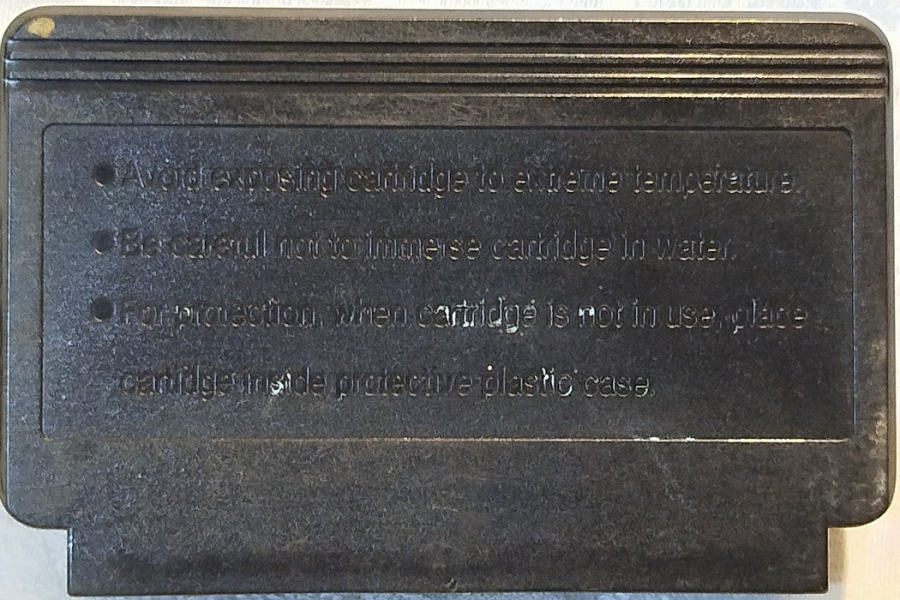 ● Avoid exposing cartridge to extreme temperature.
● Be careful not to immerse cartridge in water.
● For protection, when cartridge is not in use, place
cartridge inside protective plastic case.